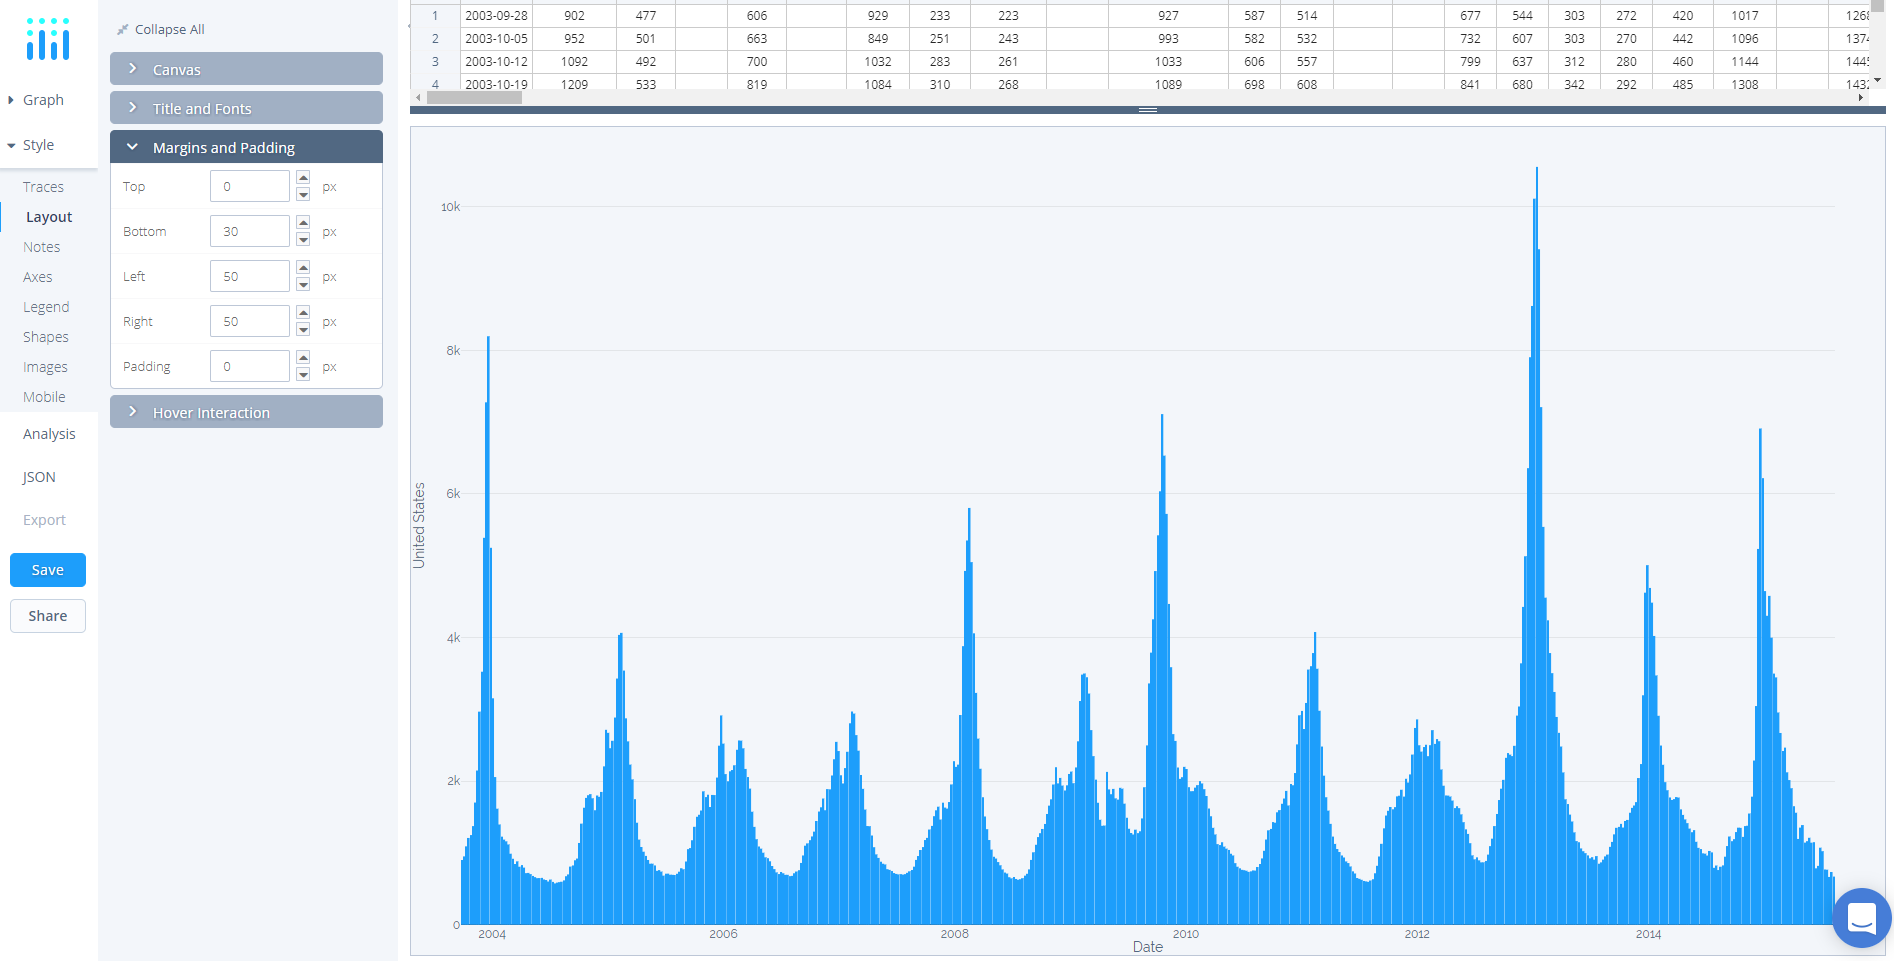 Collapse All
Canvas
Title and Fonts
Margins and Padding
Top 0 px
Bottom 30 px
Left 50 px
Right 50 px
Padding 0 px
Hover Interaction
Graph
Style
Traces
Layout
Notes
Axes
Legend
Shapes
Images
Mobile
Analysis
JSON
Export
Save
Share
1 2003-09-28 902 477 606 929 233 223 927 587 514 677 544 303 272 420 1017 1268
2 2003-10-05 952 501 663 849 251 243 993 582 532 732 607 303 270 442 1096 1374
3 2003-10-12 1092 492 700 1032 283 261 1033 606 557 799 637 312 280 460 1144 1445
4 2003-10-19 1209 533 819 1084 310 268 1089 698 608 841 680 342 292 485 1308 1432
10k
8k
6k
4k
2k
0
United States
2004 2006 2008 2010 2012 2014
Date